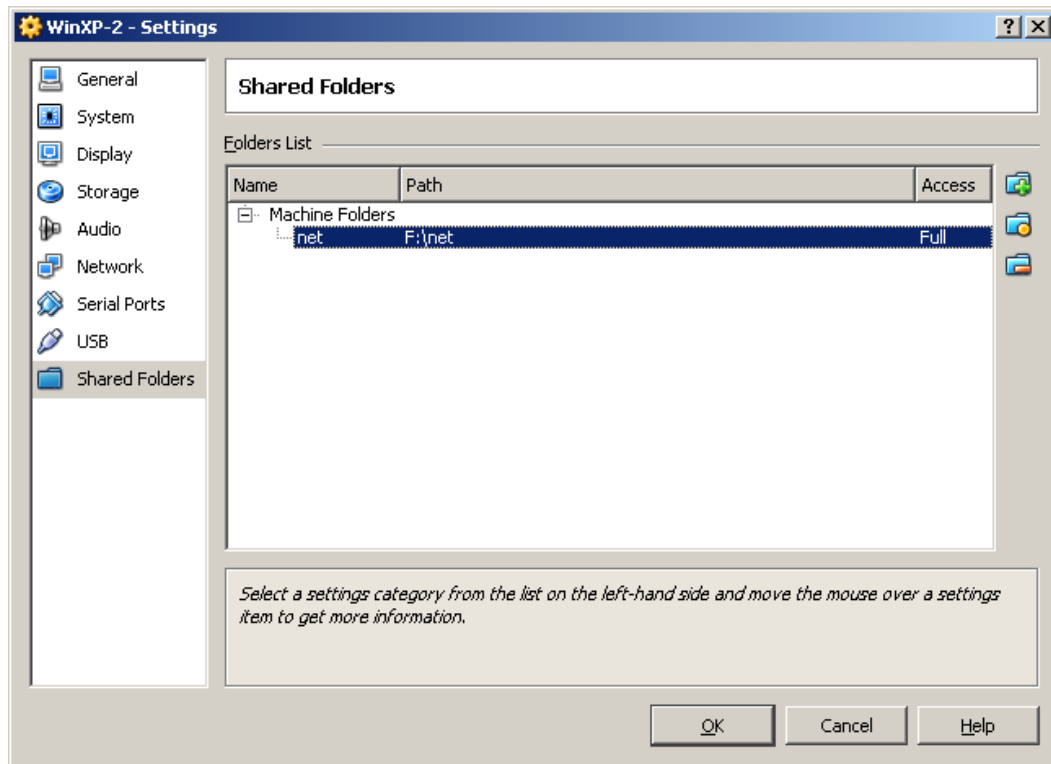 WinXP-2 - Settings
General
System
Display
Storage
Audio
Network
Serial Ports
USB
Shared Folders
Shared Folders
Folders List
Name Path Access
Machine Folders
net F:\net Full
Select a settings category from the list on the left-hand side and move the mouse over a settings
item to get more information.
OK Cancel Help